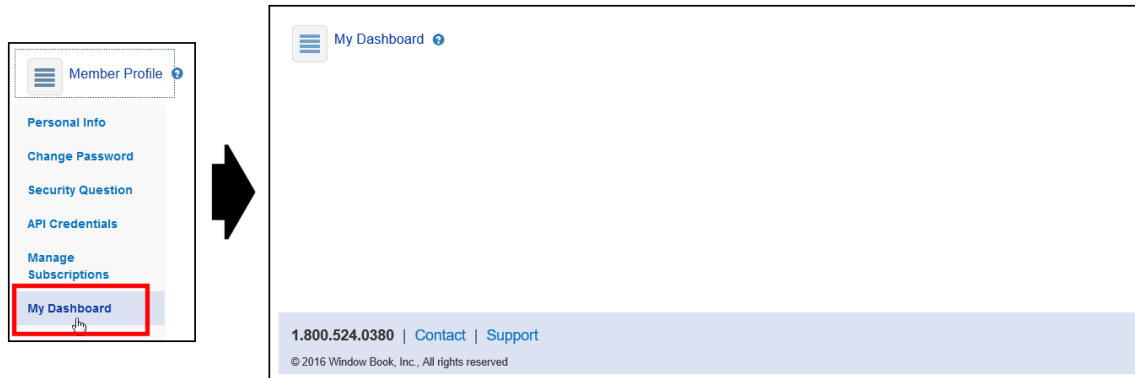 Member Profile ?
Personal Info
Change Password
Security Question
API Credentials
Manage
Subscriptions
My Dashboard
My Dashboard ?
1.800.524.0380 | Contact | Support
© 2016 Window Book, Inc., All rights reserved